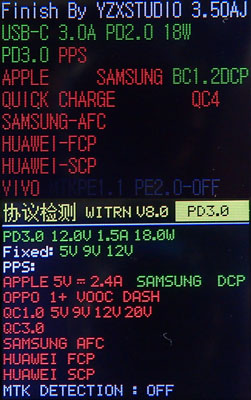 Finish By YZXSTUDIO 3.50AJ
USB-C 3.0A PD2.0 18W
PD3.0 PPS
APPLE SAMSUNG BC1.2DCP
QUICK CHARGE QC4
SAMSUNG-AFC
HUAWEI-FCP
HUAWEI-SCP
VIVO MTKPE1.1 PE2.0-OFF
协议检测 WITRN V8.0 PD3.0
PD3.0 12.0V 1.5A 18.0W
Fixed: 5V 9V 12V
PPS:
APPLE 5V = 2.4A SAMSUNG DCP
OPPO 1+ VOOC DASH
QC1.0 5V 9V 12V 20V
QC3.0
SAMSUNG AFC
HUAWEI FCP
HUAWEI SCP
MTK DETECTION : OFF